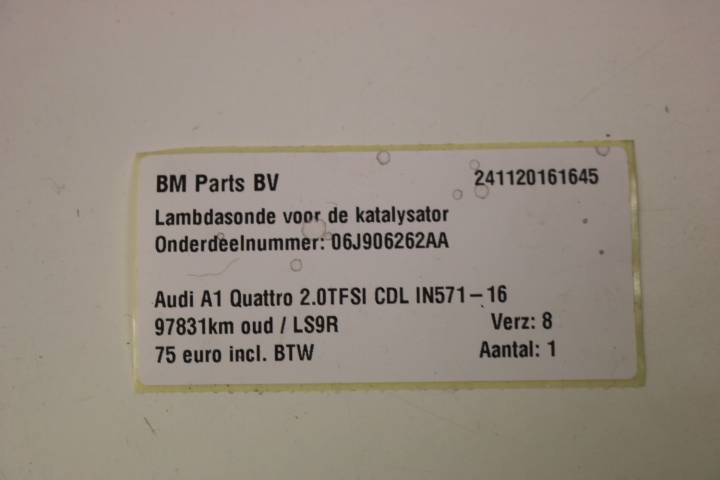 BM Parts BV 241120161645
Lambdasonde voor de katalysator
Onderdeelnummer: 06J906262AA
Audi A1 Quattro 2.0TFSI CDL IN571-16
97831km oud / LS9R Verz: 8
75 euro incl. BTW Aantal: 1